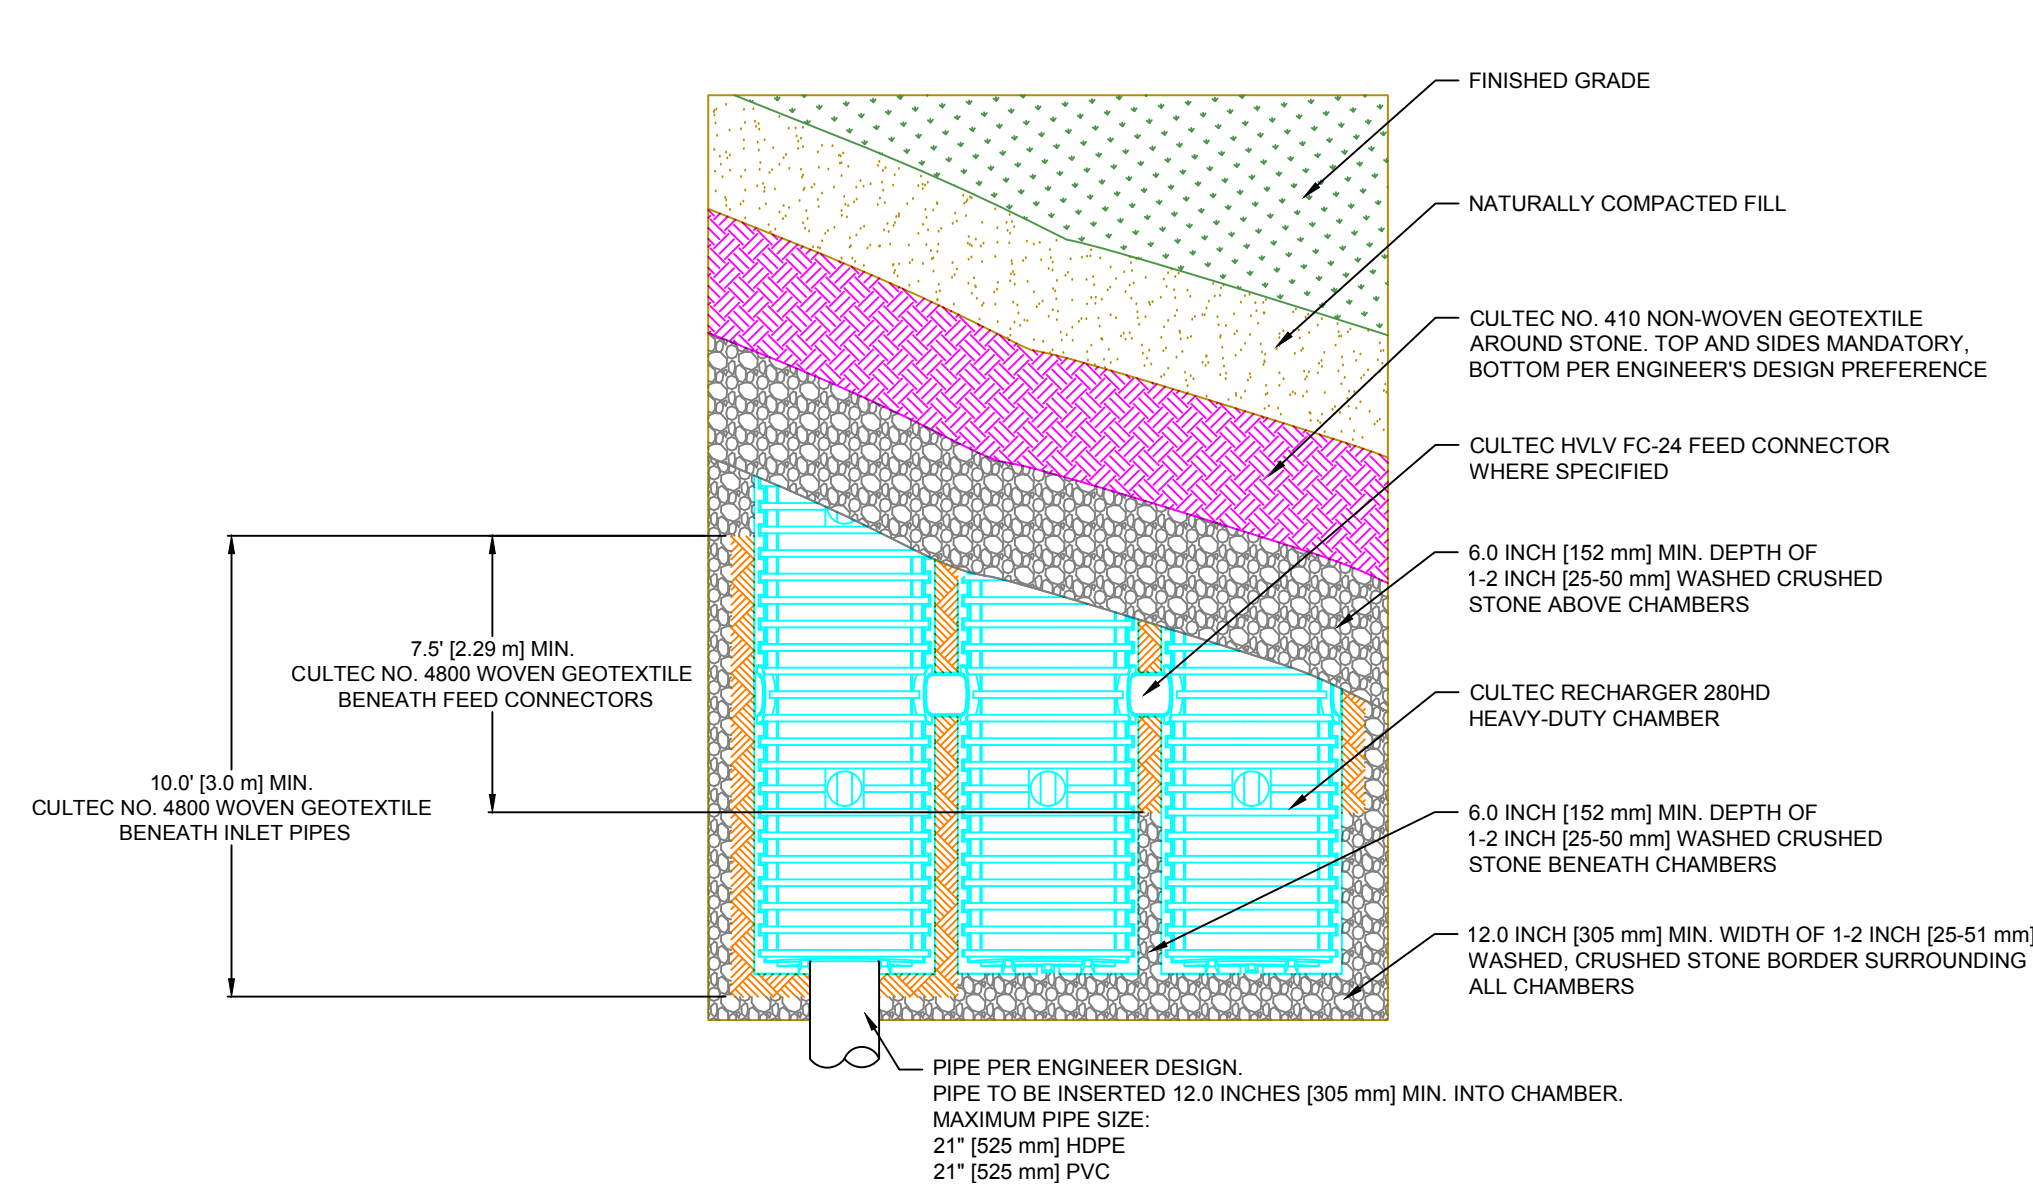 FINISHED GRADE
NATURALLY COMPACTED FILL
CULTEC NO. 410 NON-WOVEN GEOTEXTILE
AROUND STONE. TOP AND SIDES MANDATORY,
BOTTOM PER ENGINEER'S DESIGN PREFERENCE
CULTEC HVLV FC-24 FEED CONNECTOR
WHERE SPECIFIED
6.0 INCH [152 mm] MIN. DEPTH OF
1-2 INCH [25-50 mm] WASHED CRUSHED
STONE ABOVE CHAMBERS
7.5' [2.29 m] MIN.
CULTEC NO. 4800 WOVEN GEOTEXTILE
BENEATH FEED CONNECTORS
CULTEC RECHARGER 280HD
HEAVY-DUTY CHAMBER
10.0' [3.0 m] MIN.
CULTEC NO. 4800 WOVEN GEOTEXTILE
BENEATH INLET PIPES
6.0 INCH [152 mm] MIN. DEPTH OF
1-2 INCH [25-50 mm] WASHED CRUSHED
STONE BENEATH CHAMBERS
12.0 INCH [305 mm] MIN. WIDTH OF 1-2 INCH [25-51 mm]
WASHED, CRUSHED STONE BORDER SURROUNDING
ALL CHAMBERS
PIPE PER ENGINEER DESIGN.
PIPE TO BE INSERTED 12.0 INCHES [305 mm] MIN. INTO CHAMBER.
MAXIMUM PIPE SIZE:
21" [525 mm] HDPE
21" [525 mm] PVC